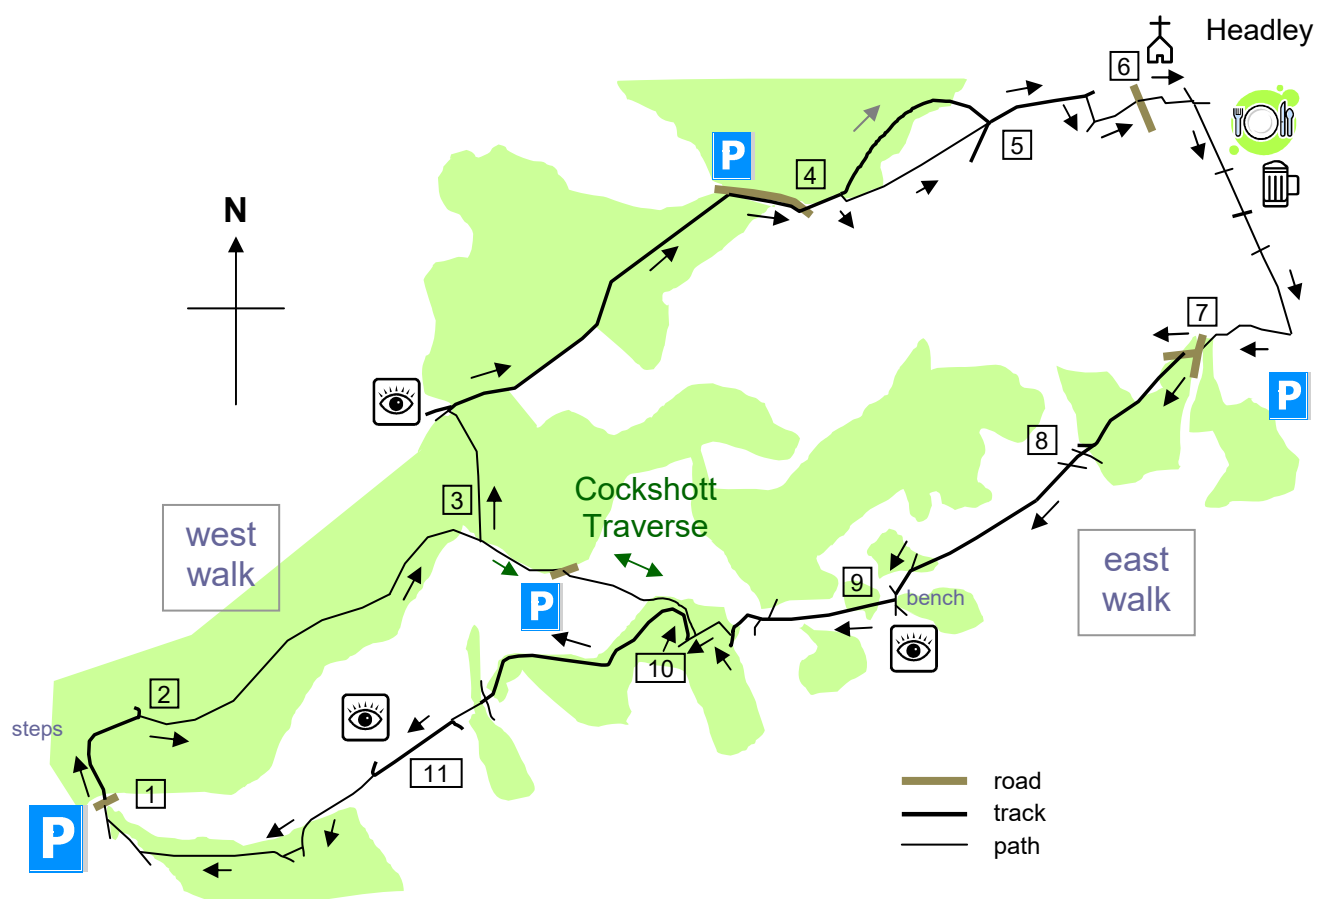 Headley
6
P
4
5
N
7
P
8
3
Cockshott
Traverse
west
walk
east
walk
9
bench
P
10
2
steps
11
1
P
road
track
path